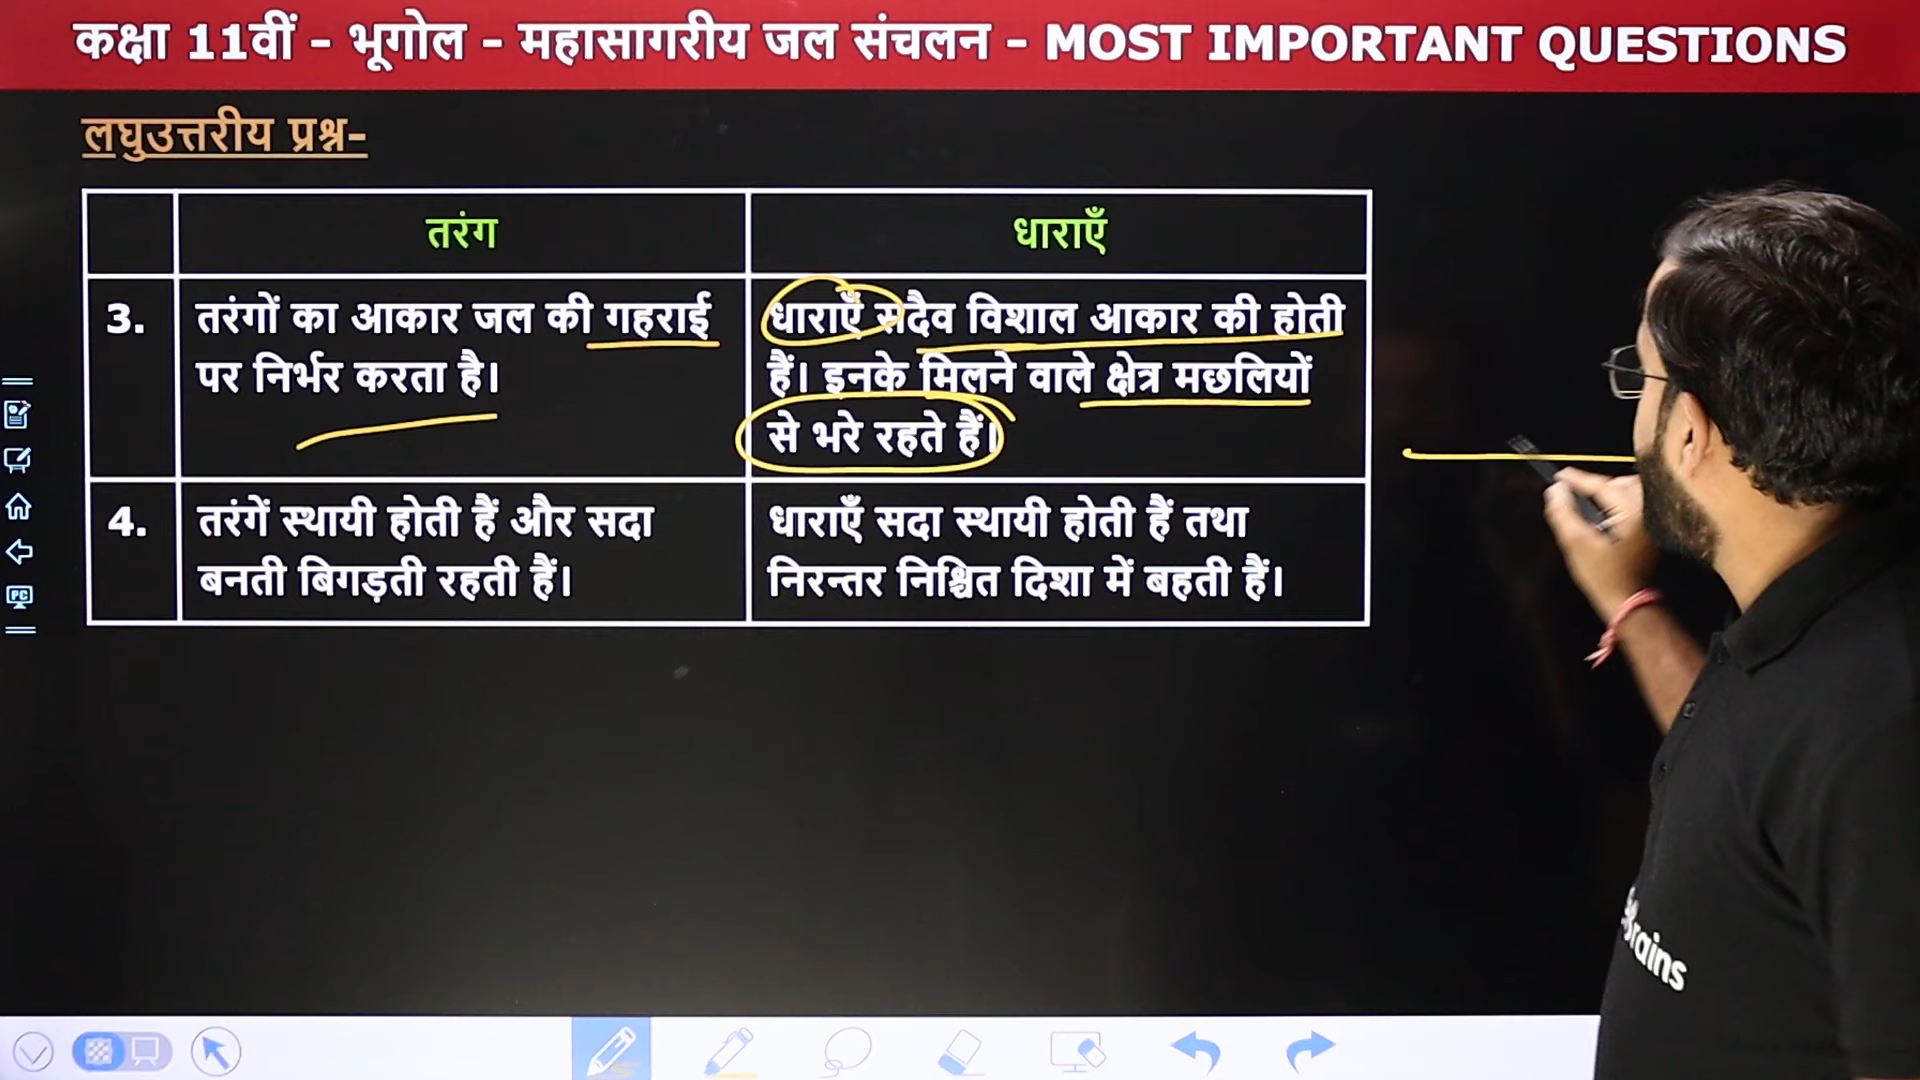 कक्षा 11वीं - भूगोल - महासागरीय जल संचलन - MOST IMPORTANT QUESTIONS
लघुउत्तरीय प्रश्न-
तरंग
धाराएँ
3.
तरंगों का आकार जल की गहराई
पर निर्भर करता है।
धाराएँ सदैव विशाल आकार की होती
हैं। इनके मिलने वाले क्षेत्र मछलियों
से भरे रहते हैं।
4.
तरंगें स्थायी होती हैं और सदा
बनती बिगड़ती रहती हैं।
धाराएँ सदा स्थायी होती हैं तथा
निरन्तर निश्चित दिशा में बहती हैं।
PC